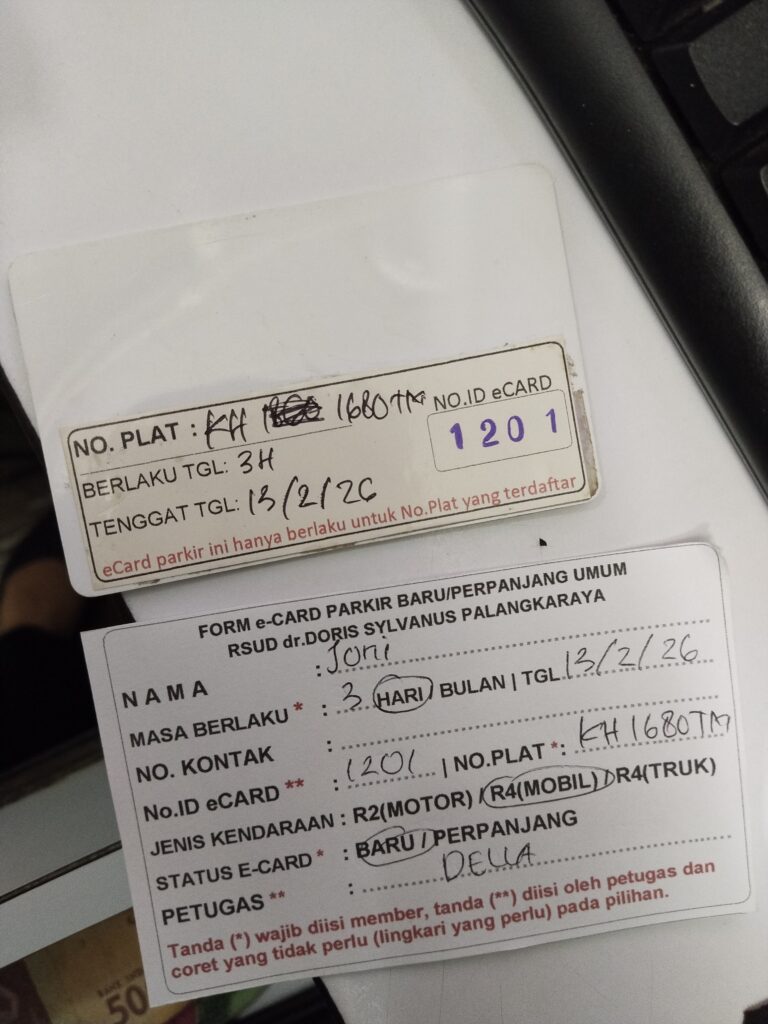 NO. PLAT : KH 1680TM
NO.ID eCARD
1201
BERLAKU TGL: 3H
TENGGAT TGL: 13/2/26
eCard parkir ini hanya berlaku untuk No.Plat yang terdaftar
FORM e-CARD PARKIR BARU/PERPANJANG UMUM
RSUD dr.DORIS SYLVANUS PALANGKARAYA
NAMA : Joni
MASA BERLAKU * : 3 HARI / BULAN | TGL 13/2/26
NO. KONTAK :
No.ID eCARD ** : 1201 | NO.PLAT *: KH 1680TM
JENIS KENDARAAN : R2(MOTOR) / R4(MOBIL) / R4(TRUK)
STATUS E-CARD * : BARU / PERPANJANG
PETUGAS ** : DELLA
Tanda (*) wajib diisi member, tanda (**) diisi oleh petugas dan
coret yang tidak perlu (lingkari yang perlu) pada pilihan.
50